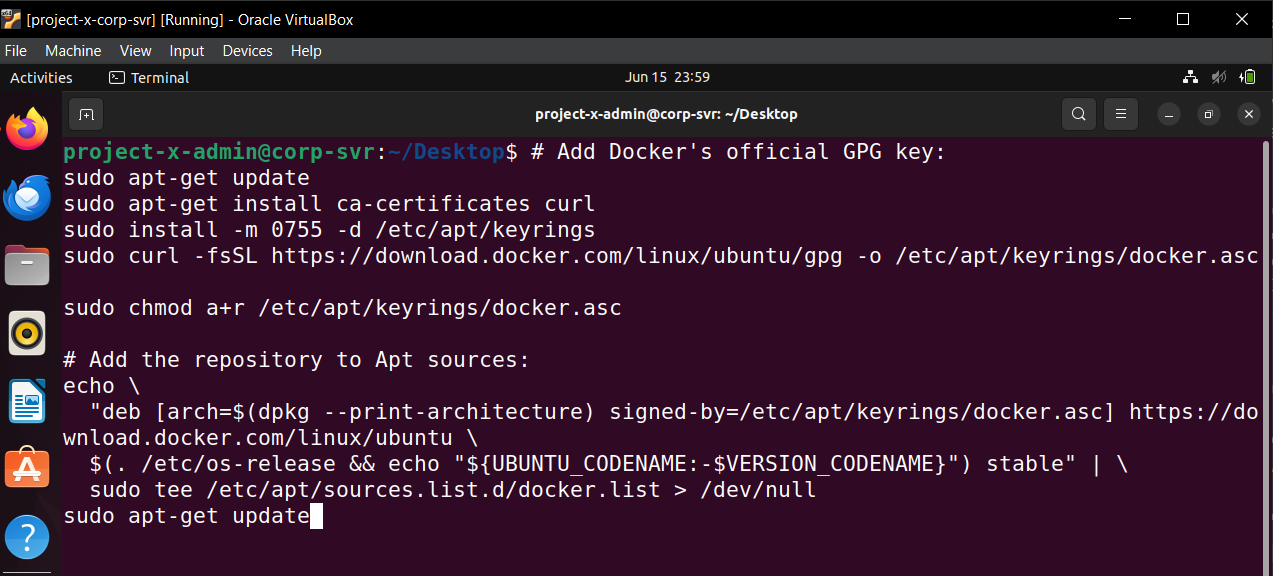 [project-x-corp-svr] [Running] - Oracle VirtualBox
File Machine View Input Devices Help
Activities Terminal Jun 15 23:59
project-x-admin@corp-svr: ~/Desktop
project-x-admin@corp-svr:~/Desktop$ # Add Docker's official GPG key:
sudo apt-get update
sudo apt-get install ca-certificates curl
sudo install -m 0755 -d /etc/apt/keyrings
sudo curl -fsSL https://download.docker.com/linux/ubuntu/gpg -o /etc/apt/keyrings/docker.asc
sudo chmod a+r /etc/apt/keyrings/docker.asc
# Add the repository to Apt sources:
echo \
  "deb [arch=$(dpkg --print-architecture) signed-by=/etc/apt/keyrings/docker.asc] https://do
wnload.docker.com/linux/ubuntu \
  $(. /etc/os-release && echo "${UBUNTU_CODENAME:-$VERSION_CODENAME}") stable" | \
  sudo tee /etc/apt/sources.list.d/docker.list > /dev/null
sudo apt-get update